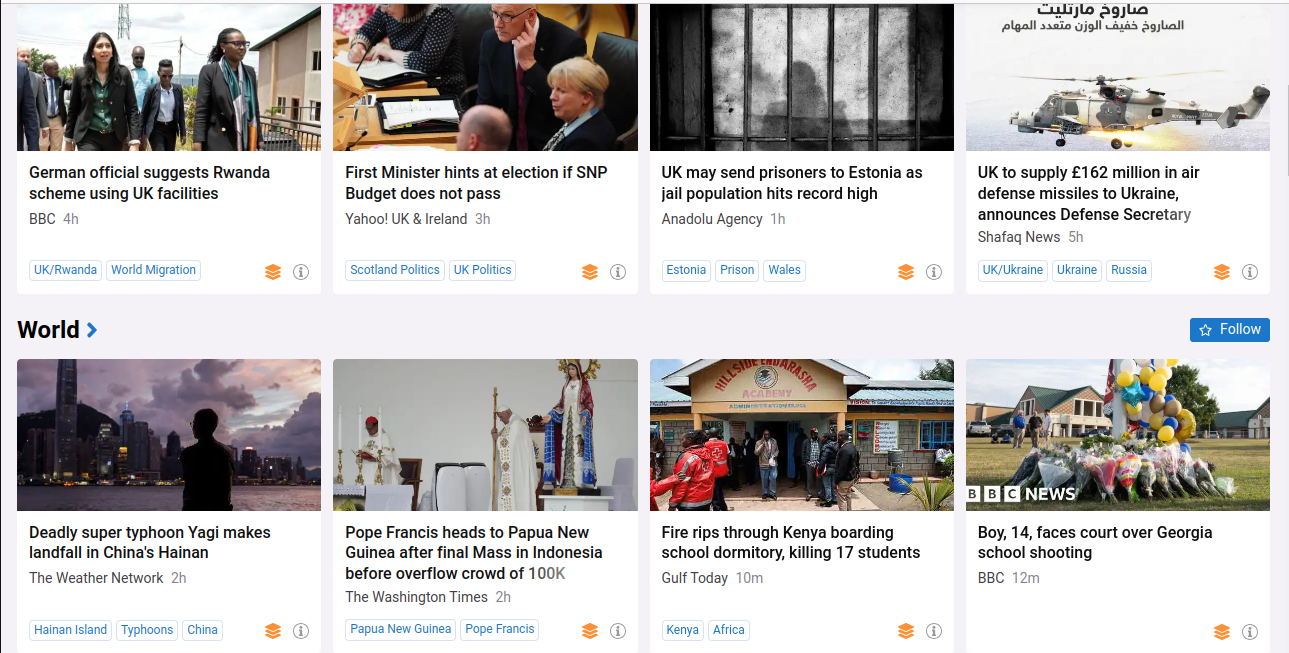 صاروخ مارتليت
الصاروخ خفيف الوزن متعدد المهام
German official suggests Rwanda
scheme using UK facilities
BBC 4h
UK/Rwanda World Migration
First Minister hints at election if SNP
Budget does not pass
Yahoo! UK & Ireland 3h
Scotland Politics UK Politics
UK may send prisoners to Estonia as
jail population hits record high
Anadolu Agency 1h
Estonia Prison Wales
UK to supply £162 million in air
defense missiles to Ukraine,
announces Defense Secretary
Shafaq News 5h
UK/Ukraine Ukraine Russia
World
Follow
HILLSIDE ENDARASHA
ACADEMY
ADMINISTRATION BLOCK
BBC NEWS
Deadly super typhoon Yagi makes
landfall in China's Hainan
The Weather Network 2h
Hainan Island Typhoons China
Pope Francis heads to Papua New
Guinea after final Mass in Indonesia
before overflow crowd of 100K
The Washington Times 2h
Papua New Guinea Pope Francis
Fire rips through Kenya boarding
school dormitory, killing 17 students
Gulf Today 10m
Kenya Africa
Boy, 14, faces court over Georgia
school shooting
BBC 12m